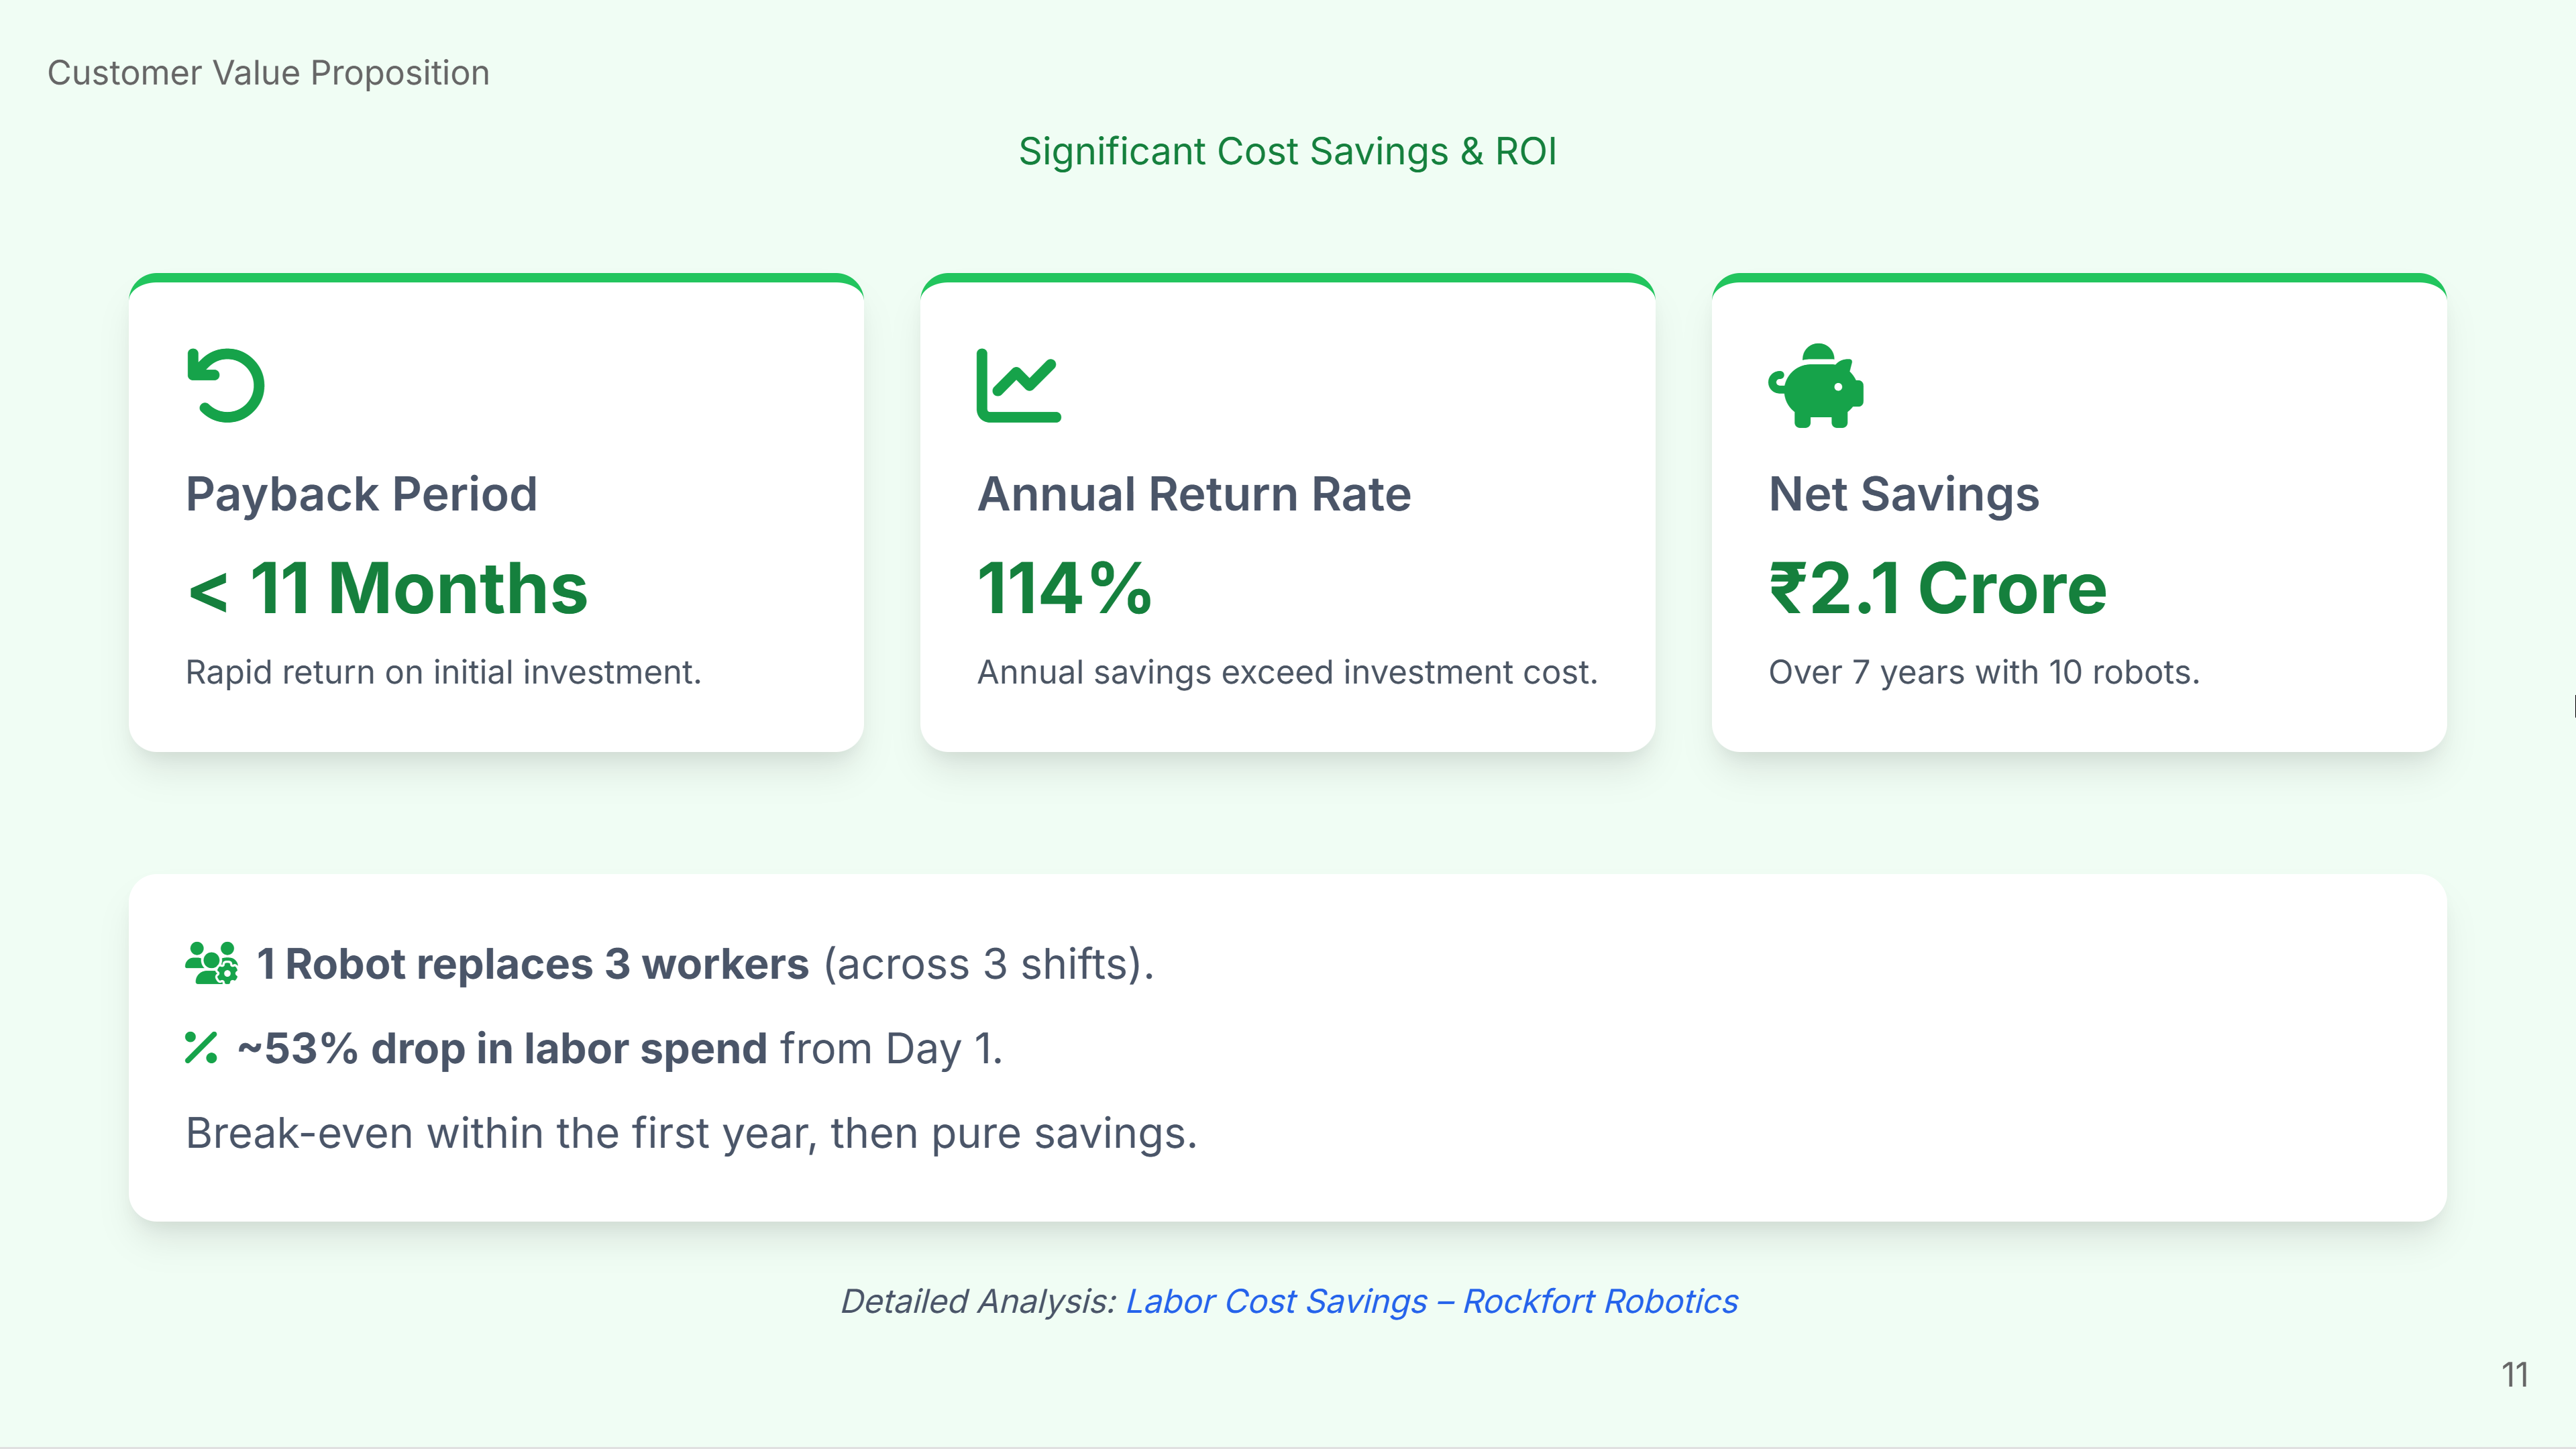 Customer Value Proposition
Significant Cost Savings & ROI
Payback Period
< 11 Months
Rapid return on initial investment.
Annual Return Rate
114%
Annual savings exceed investment cost.
Net Savings
₹2.1 Crore
Over 7 years with 10 robots.
1 Robot replaces 3 workers (across 3 shifts).
~53% drop in labor spend from Day 1.
Break-even within the first year, then pure savings.
Detailed Analysis: Labor Cost Savings – Rockfort Robotics
11